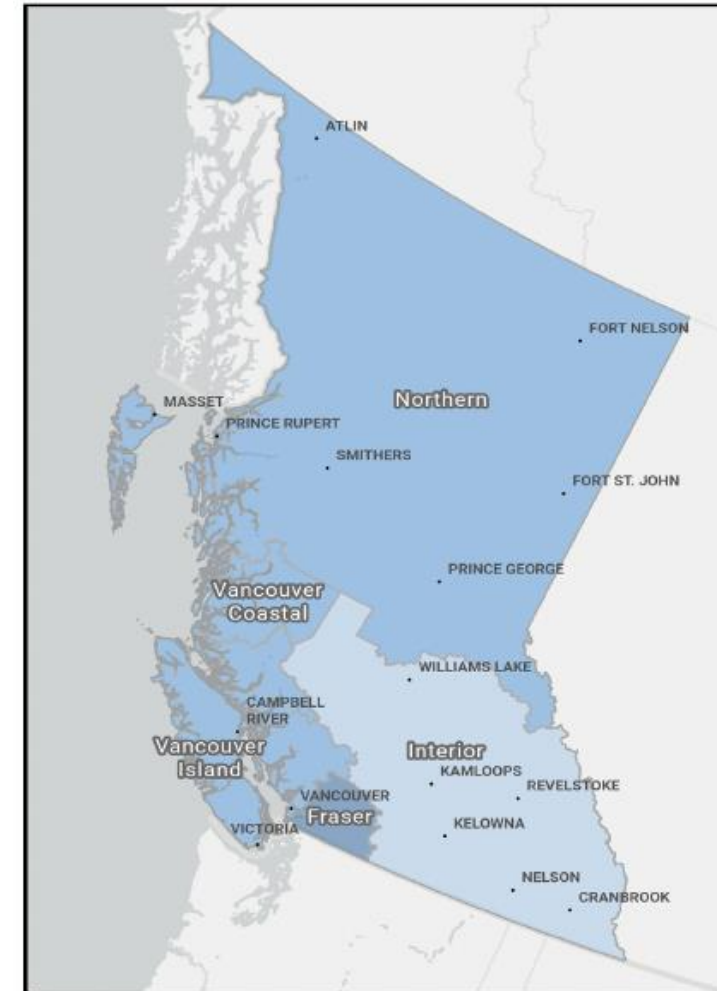 ATLIN
FORT NELSON
Northern
MASSET
PRINCE RUPERT
SMITHERS
FORT ST. JOHN
PRINCE GEORGE
Vancouver
Coastal
WILLIAMS LAKE
CAMPBELL
RIVER
Vancouver
Island
Interior
KAMLOOPS
REVELSTOKE
VANCOUVER
Fraser
KELOWNA
VICTORIA
NELSON
CRANBROOK